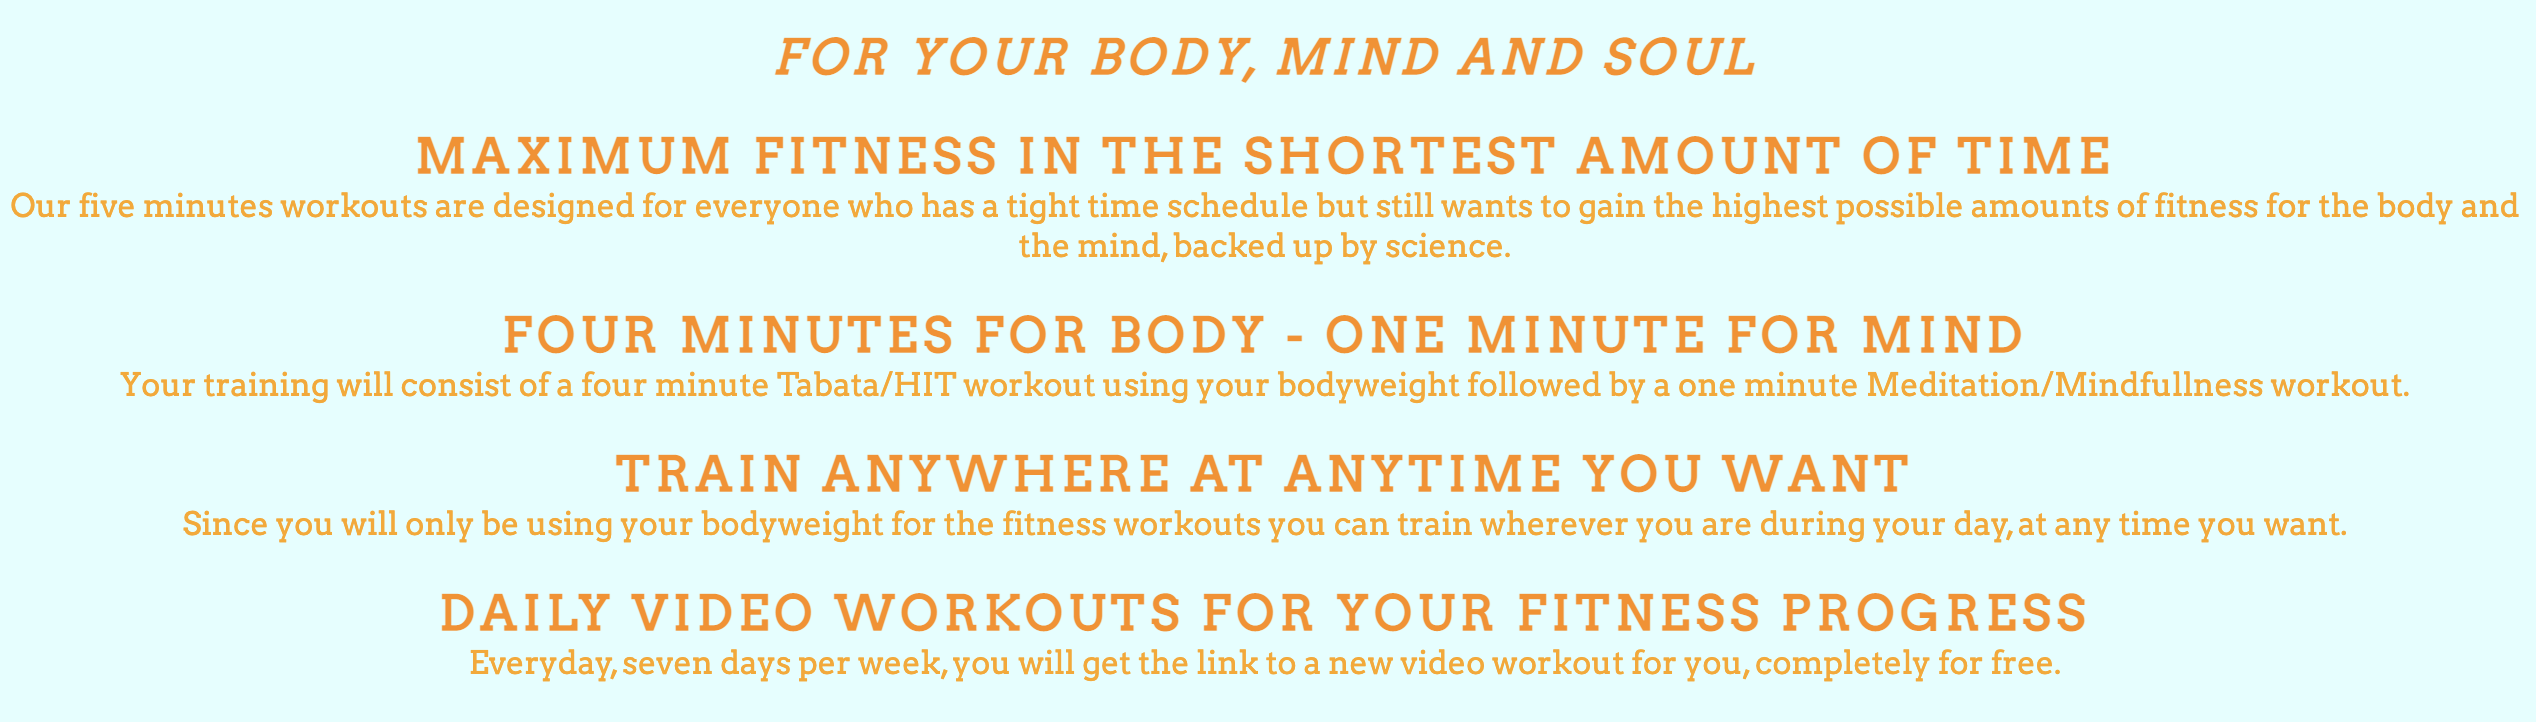 FOR YOUR BODY, MIND AND SOUL
MAXIMUM FITNESS IN THE SHORTEST AMOUNT OF TIME
Our five minutes workouts are designed for everyone who has a tight time schedule but still wants to gain the highest possible amounts of fitness for the body and
the mind, backed up by science.
FOUR MINUTES FOR BODY - ONE MINUTE FOR MIND
Your training will consist of a four minute Tabata/HIT workout using your bodyweight followed by a one minute Meditation/Mindfullness workout.
TRAIN ANYWHERE AT ANYTIME YOU WANT
Since you will only be using your bodyweight for the fitness workouts you can train wherever you are during your day, at any time you want.
DAILY VIDEO WORKOUTS FOR YOUR FITNESS PROGRESS
Everyday, seven days per week, you will get the link to a new video workout for you, completely for free.